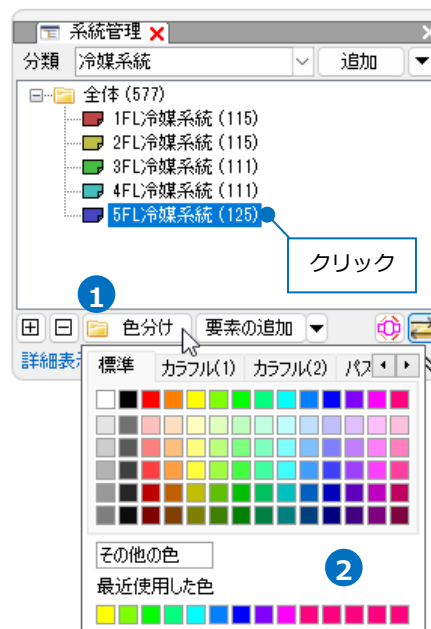 系統管理
分類 冷媒系統 追加
全体 (577)
1FL冷媒系統 (115)
2FL冷媒系統 (115)
3FL冷媒系統 (111)
4FL冷媒系統 (111)
5FL冷媒系統 (125)
クリック
1
色分け 要素の追加
詳細表
標準 カラフル(1) カラフル(2) パス
その他の色
2
最近使用した色